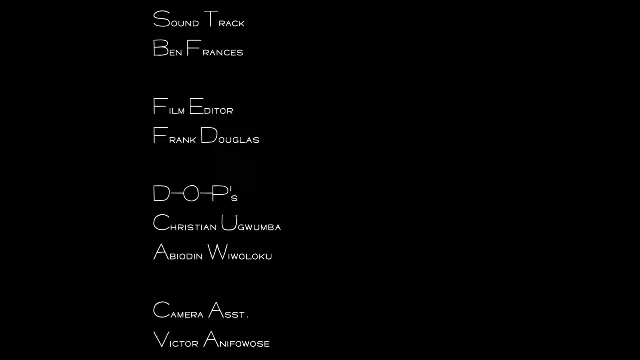 Sound Track
Ben Frances
Film Editor
Frank Douglas
D-O-P's
Christian Ugwumba
Abiodin Wiwoloku
Camera Asst.
Victor Anifowose